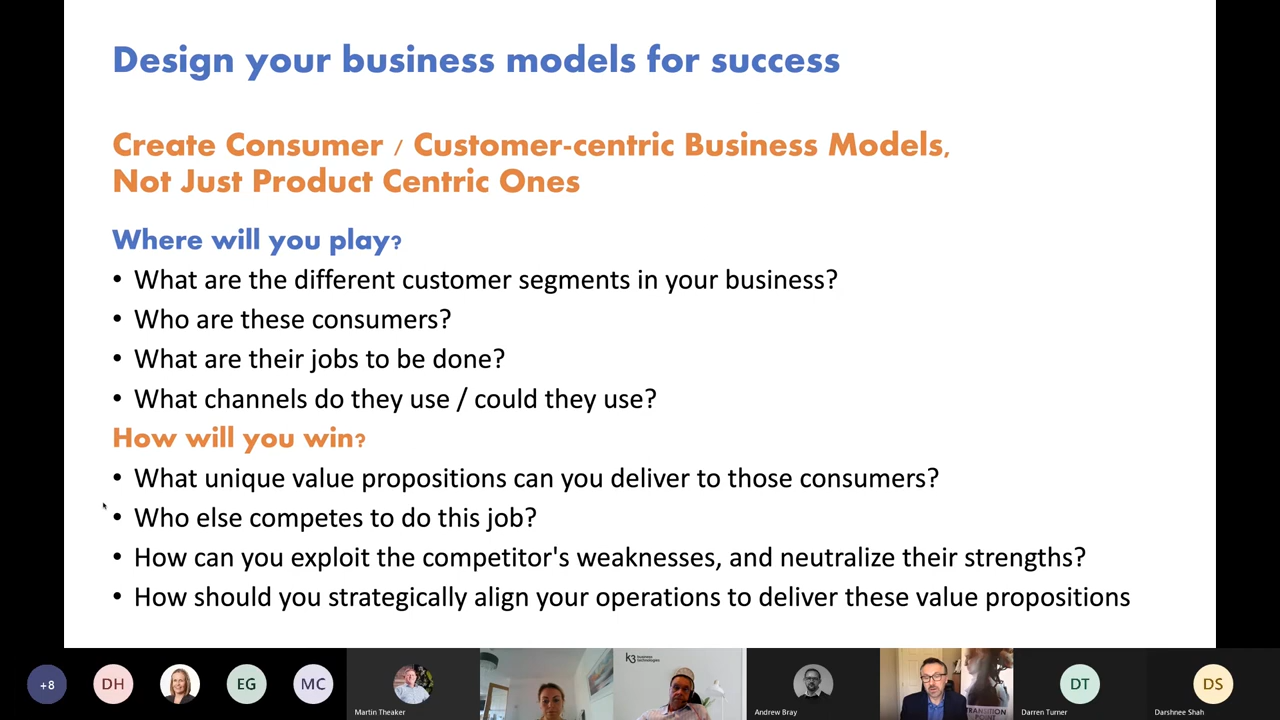 Design your business models for success
Create Consumer / Customer-centric Business Models,
Not Just Product Centric Ones
Where will you play?
• What are the different customer segments in your business?
• Who are these consumers?
• What are their jobs to be done?
• What channels do they use / could they use?
How will you win?
• What unique value propositions can you deliver to those consumers?
• Who else competes to do this job?
• How can you exploit the competitor's weaknesses, and neutralize their strengths?
• How should you strategically align your operations to deliver these value propositions
k3 business technologies
+8
DH
EG
MC
DT
DS
TRANSITION
POINT
Martin Theaker
Andrew Bray
Darren Turner
Darshnee Shah